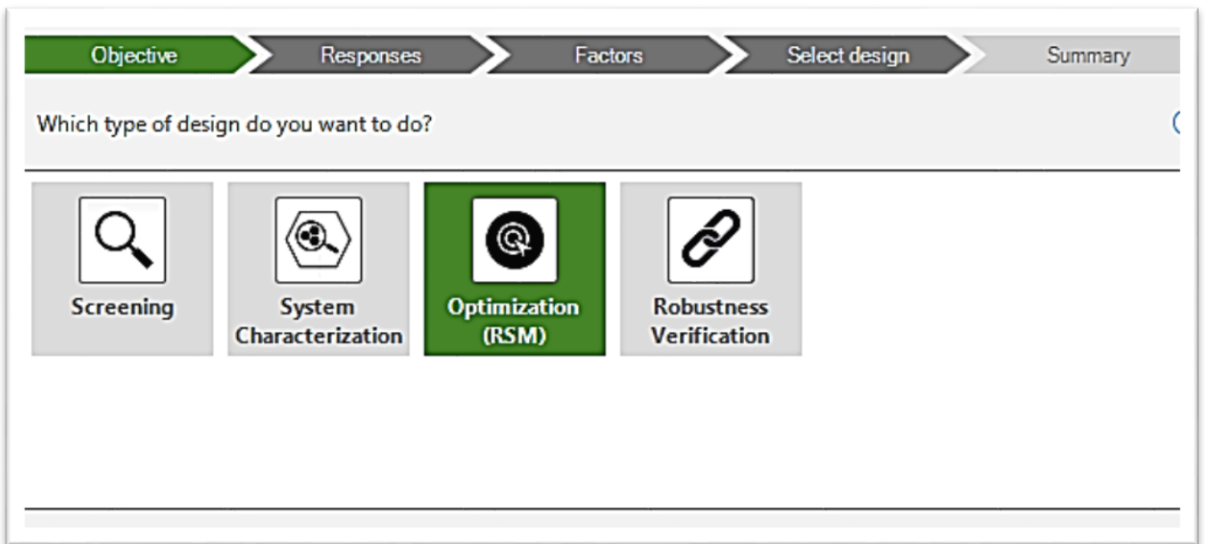 Objective
Responses
Factors
Select design
Summary
Which type of design do you want to do?
Screening
System
Characterization
Optimization
(RSM)
Robustness
Verification